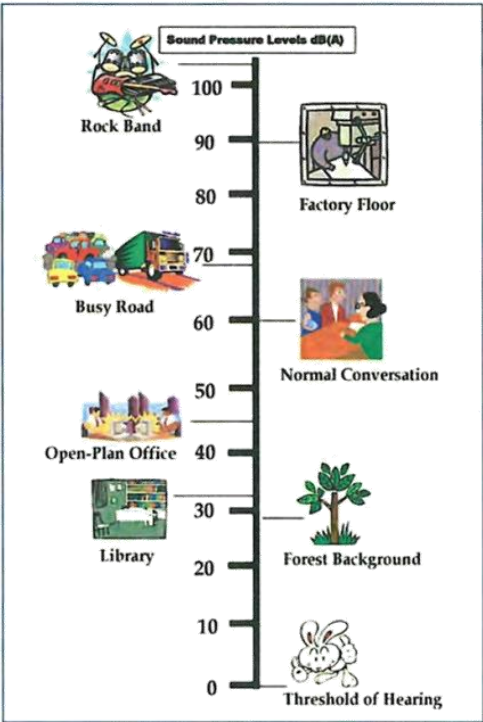 Sound Pressure Levels dB(A)
100
Rock Band
90
80
Factory Floor
70
Busy Road
60
Normal Conversation
50
Open-Plan Office
40
30
Library
Forest Background
20
10
0
Threshold of Hearing